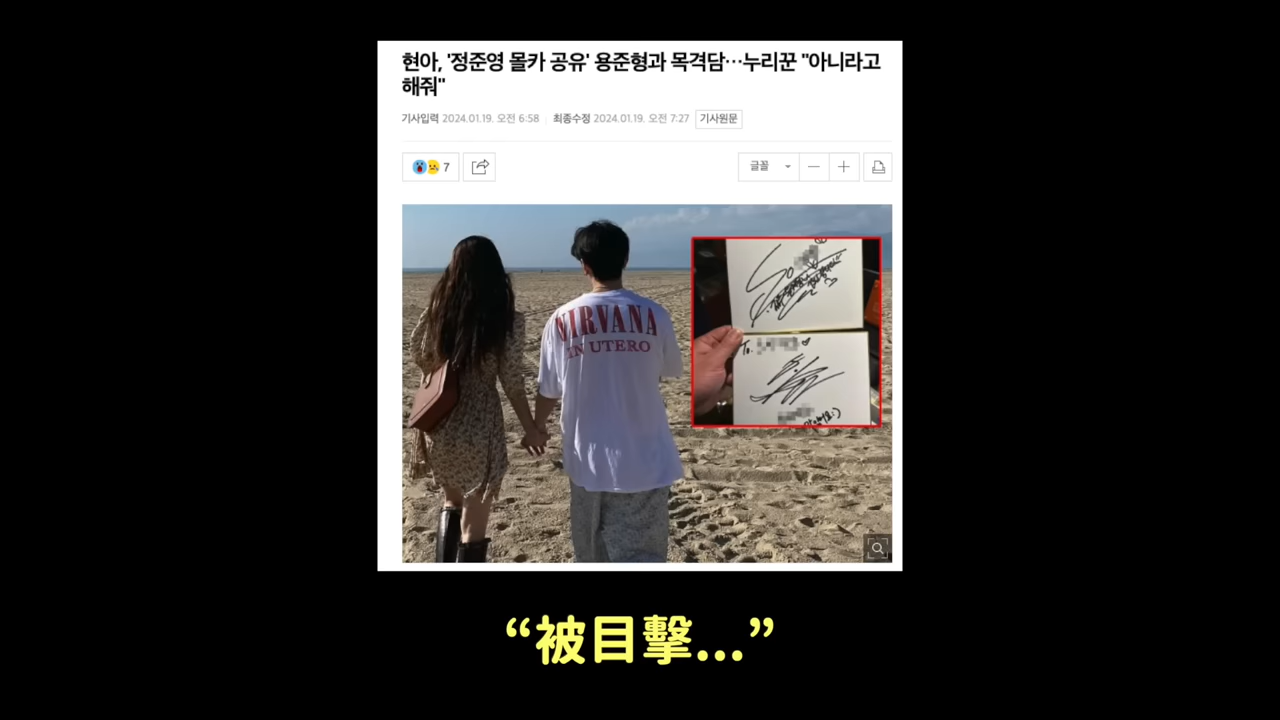 현아, '정준영 몰카 공유' 용준형과 목격담…누리꾼 "아니라고
해줘"
기사입력 2024.01.19. 오전 6:58 최종수정 2024.01.19. 오전 7:27 기사원문
7
글꼴
NIRVANA
IN UTERO
To.
“被目擊...”